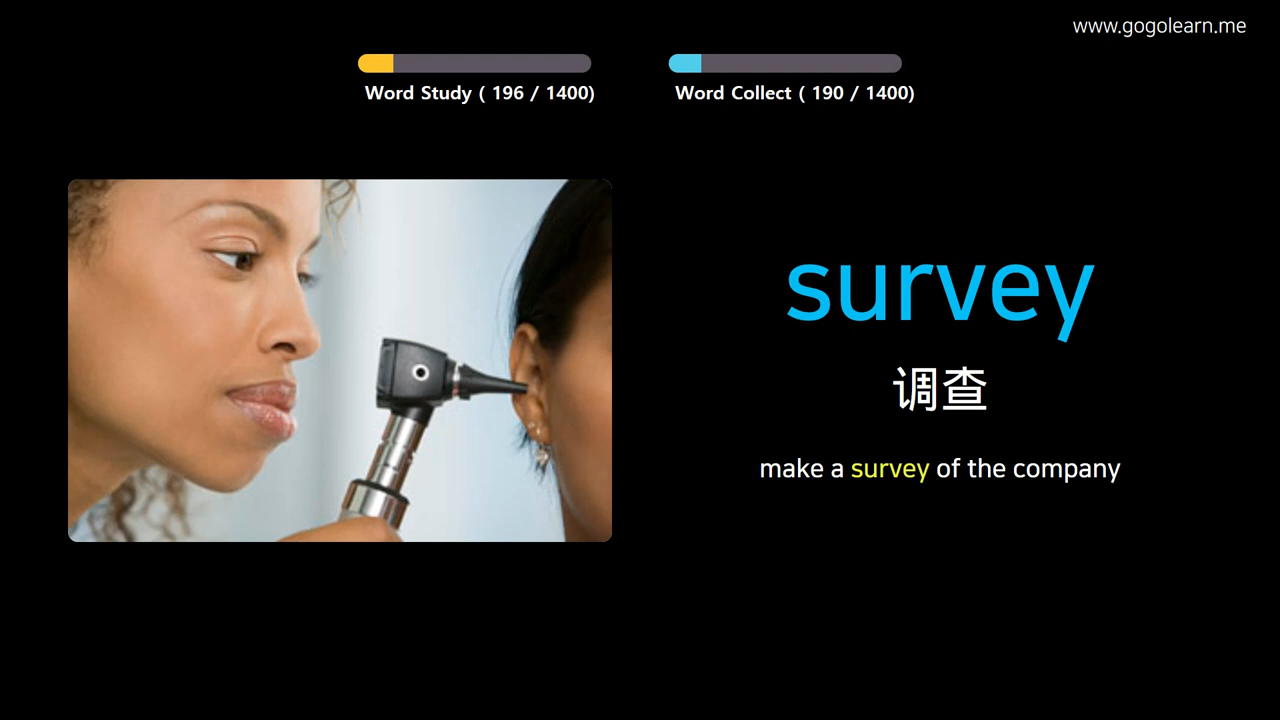 www.gogolearn.me
Word Study ( 196 / 1400)
Word Collect ( 190 / 1400)
survey
调查
make a survey of the company